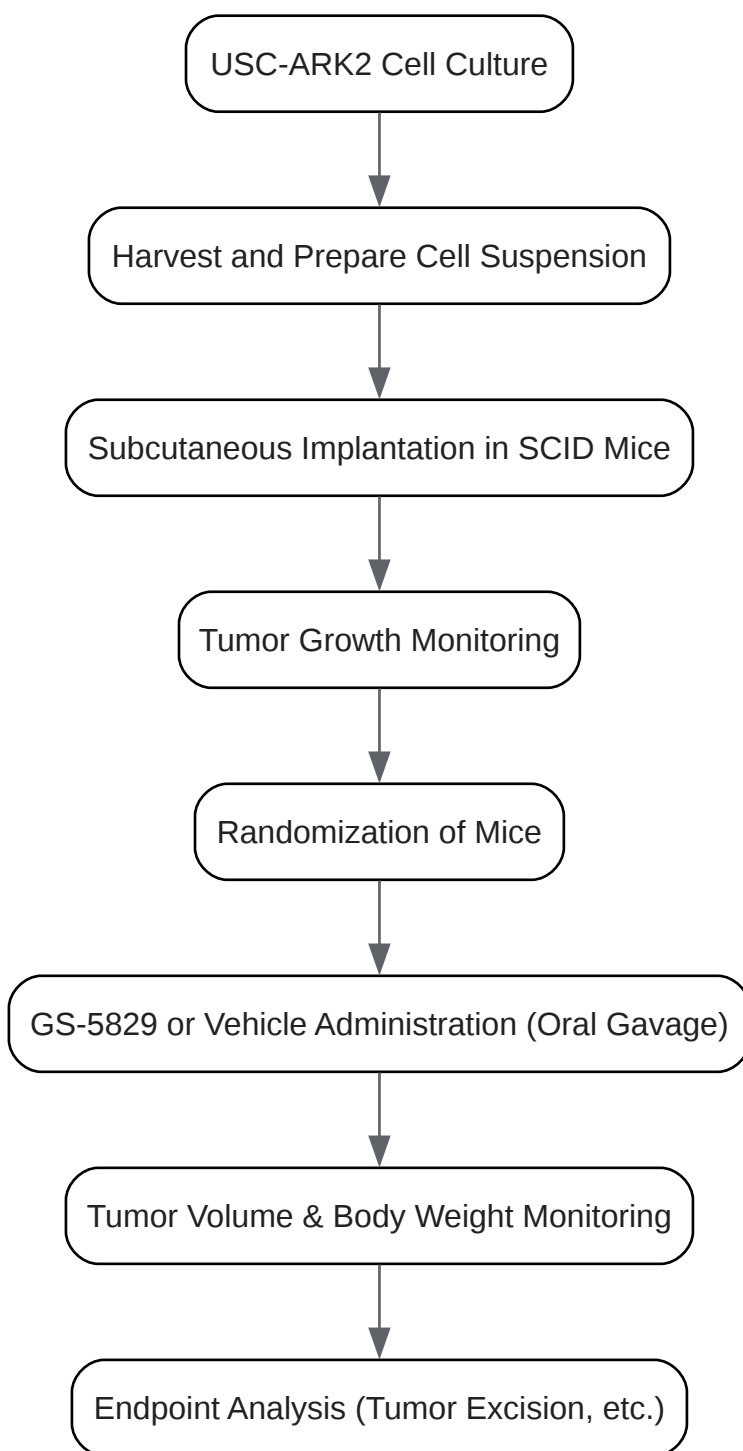 USC-ARK2 Cell Culture
Harvest and Prepare Cell Suspension
Subcutaneous Implantation in SCID Mice
Tumor Growth Monitoring
Randomization of Mice
GS-5829 or Vehicle Administration (Oral Gavage)
Tumor Volume & Body Weight Monitoring
Endpoint Analysis (Tumor Excision, etc.)